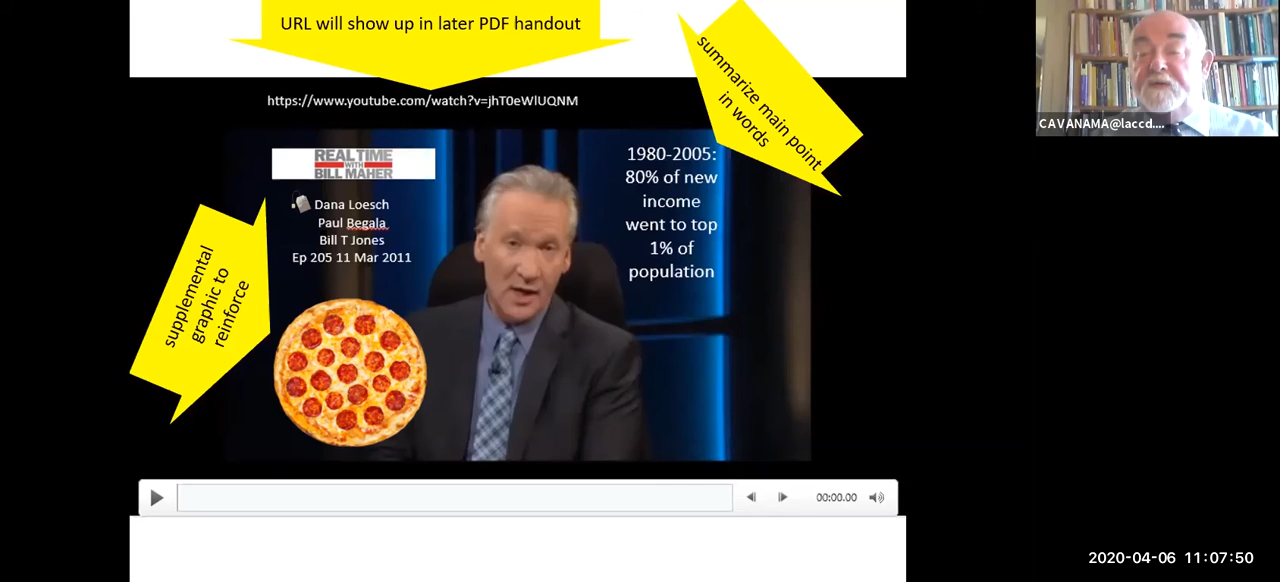 URL will show up in later PDF handout
https://www.youtube.com/watch?v=jhT0eWlUQNM
summarize main point
in words
REAL TIME
WITH
BILL MAHER
Dana Loesch
Paul Begala
Bill T Jones
Ep 205 11 Mar 2011
1980-2005:
80% of new
income
went to top
1% of
population
supplemental
graphic to
reinforce
00:00.00
CAVANAMA@laccd....
2020-04-06 11:07:50